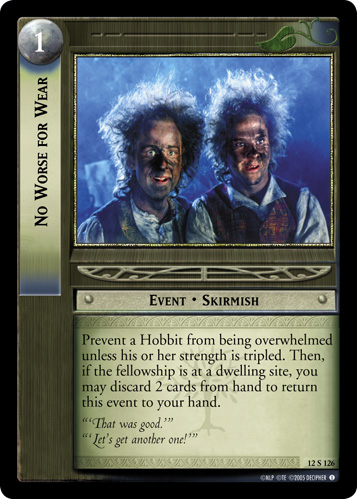 1
No Worse for Wear
Event • Skirmish
Prevent a Hobbit from being overwhelmed
unless his or her strength is tripled. Then,
if the fellowship is at a dwelling site, you
may discard 2 cards from hand to return
this event to your hand.
“‘That was good.’”
“‘Let's get another one!’”
12 S 126
©NLP ©TE ©2005 DECIPHER